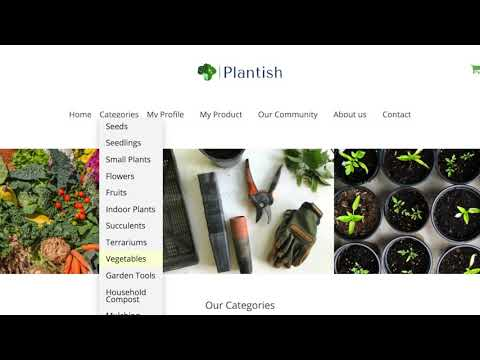 Plantish
Home Categories My Profile My Product Our Community About us Contact
Seeds
Seedlings
Small Plants
Flowers
Fruits
Indoor Plants
Succulents
Terrariums
Vegetables
Garden Tools
Household
Compost
Mulching
Our Categories